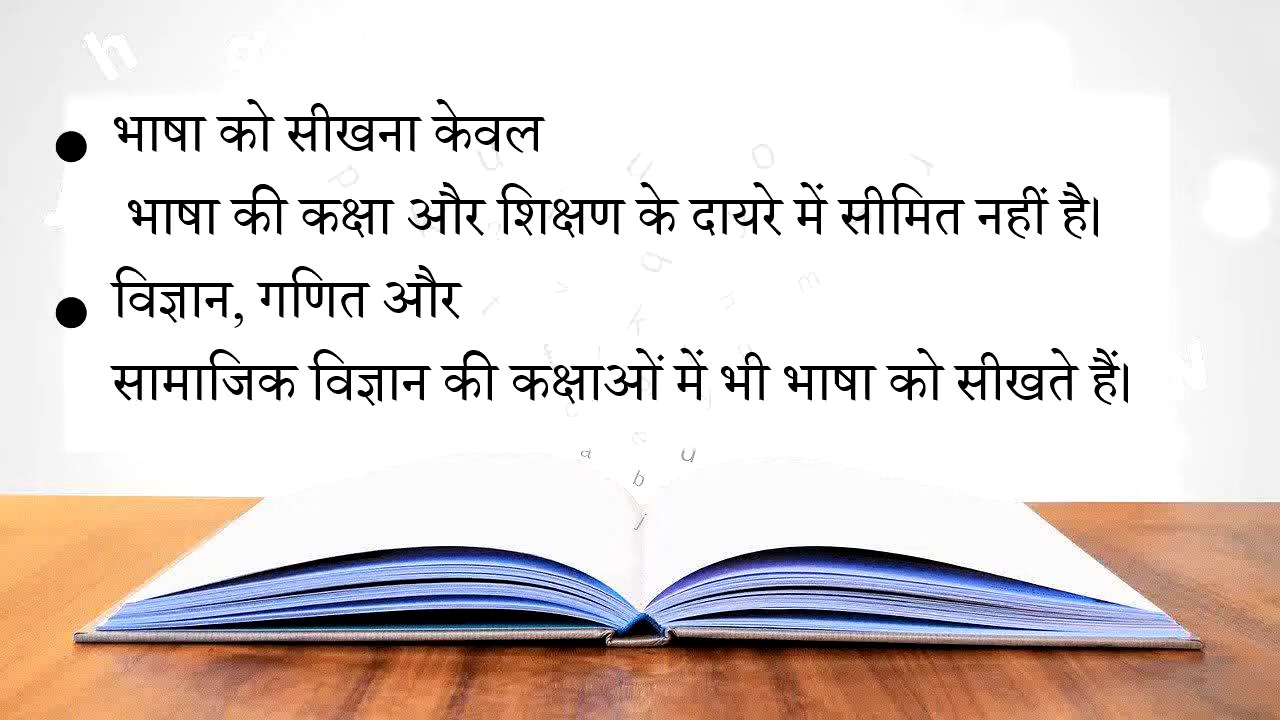 भाषा को सीखना केवल
भाषा की कक्षा और शिक्षण के दायरे में सीमित नहीं है।
विज्ञान, गणित और
सामाजिक विज्ञान की कक्षाओं में भी भाषा को सीखते हैं।